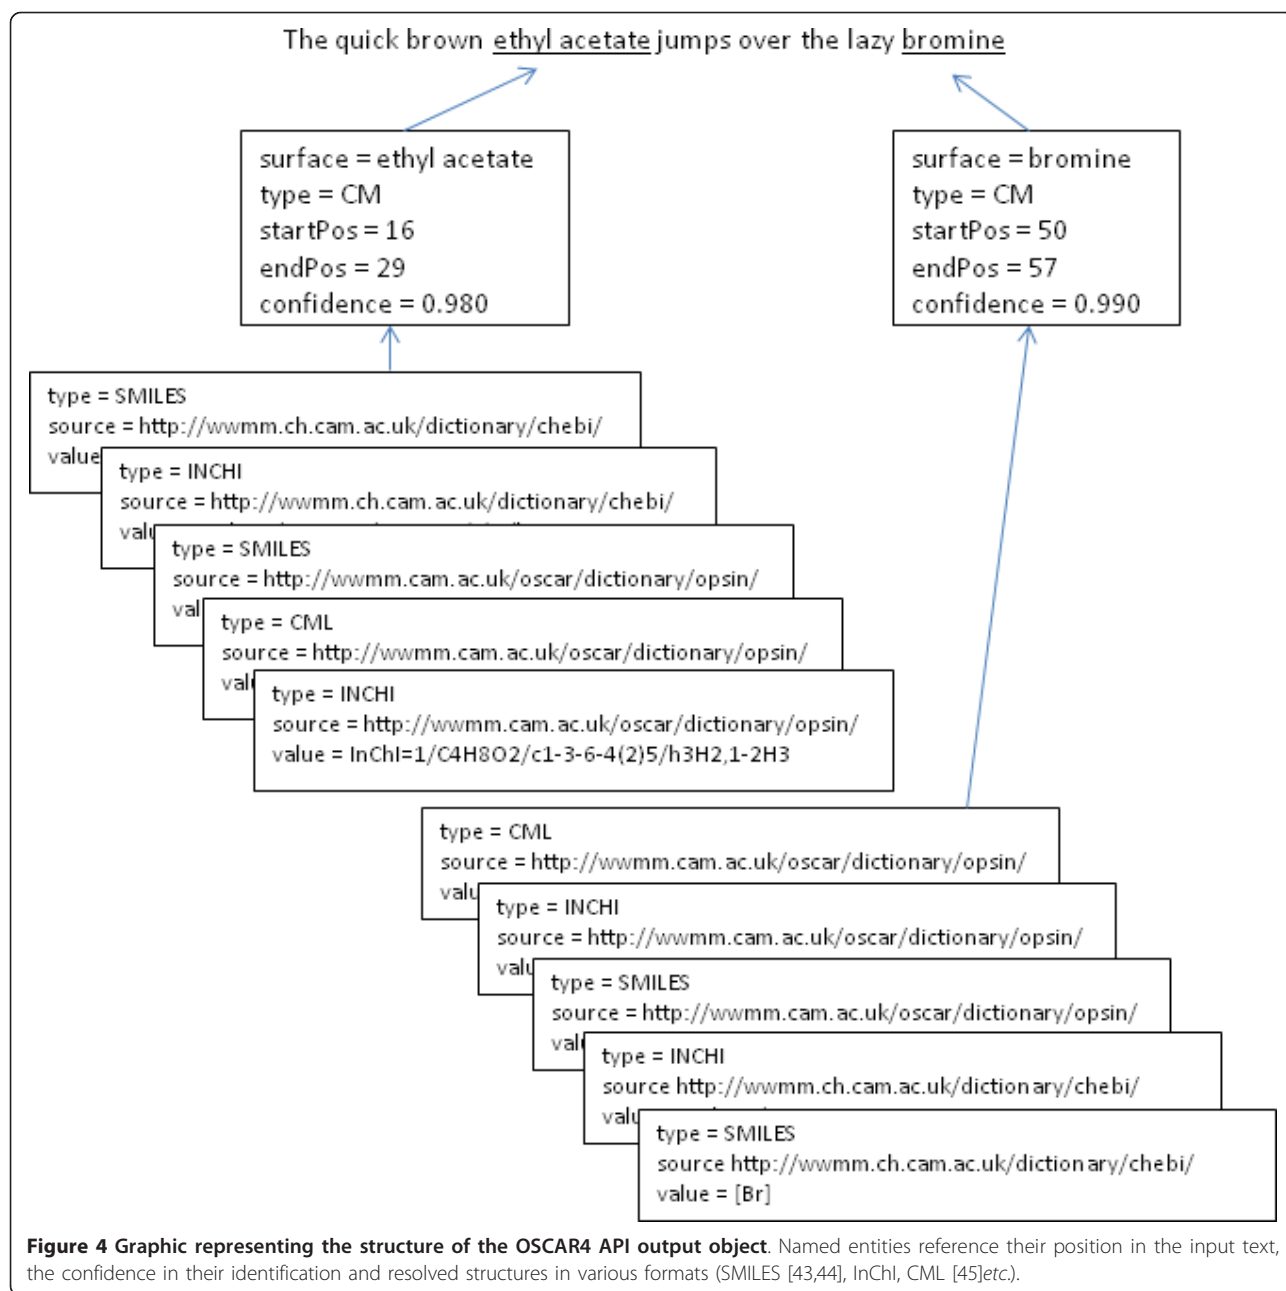 The quick brown ethyl acetate jumps over the lazy bromine
surface = ethyl acetate
type = CM
startPos = 16
endPos = 29
confidence = 0.980
surface = bromine
type = CM
startPos = 50
endPos = 57
confidence = 0.990
type = SMILES
source = http://wwmm.ch.cam.ac.uk/dictionary/chebi/
value
type = INCHI
source = http://wwmm.ch.cam.ac.uk/dictionary/chebi/
valu
type = SMILES
source = http://wwmm.cam.ac.uk/oscar/dictionary/opsin/
val
type = CML
source = http://wwmm.cam.ac.uk/oscar/dictionary/opsin/
valu
type = INCHI
source = http://wwmm.cam.ac.uk/oscar/dictionary/opsin/
value = InChI=1/C4H8O2/c1-3-6-4(2)5/h3H2,1-2H3
type = CML
source = http://wwmm.cam.ac.uk/oscar/dictionary/opsin/
valu
type = INCHI
source = http://wwmm.cam.ac.uk/oscar/dictionary/opsin/
valu
type = SMILES
source = http://wwmm.cam.ac.uk/oscar/dictionary/opsin/
valu
type = INCHI
source http://wwmm.ch.cam.ac.uk/dictionary/chebi/
valu
type = SMILES
source http://wwmm.ch.cam.ac.uk/dictionary/chebi/
value = [Br]
Figure 4 Graphic representing the structure of the OSCAR4 API output object. Named entities reference their position in the input text,
the confidence in their identification and resolved structures in various formats (SMILES [43,44], InChI, CML [45]etc.).